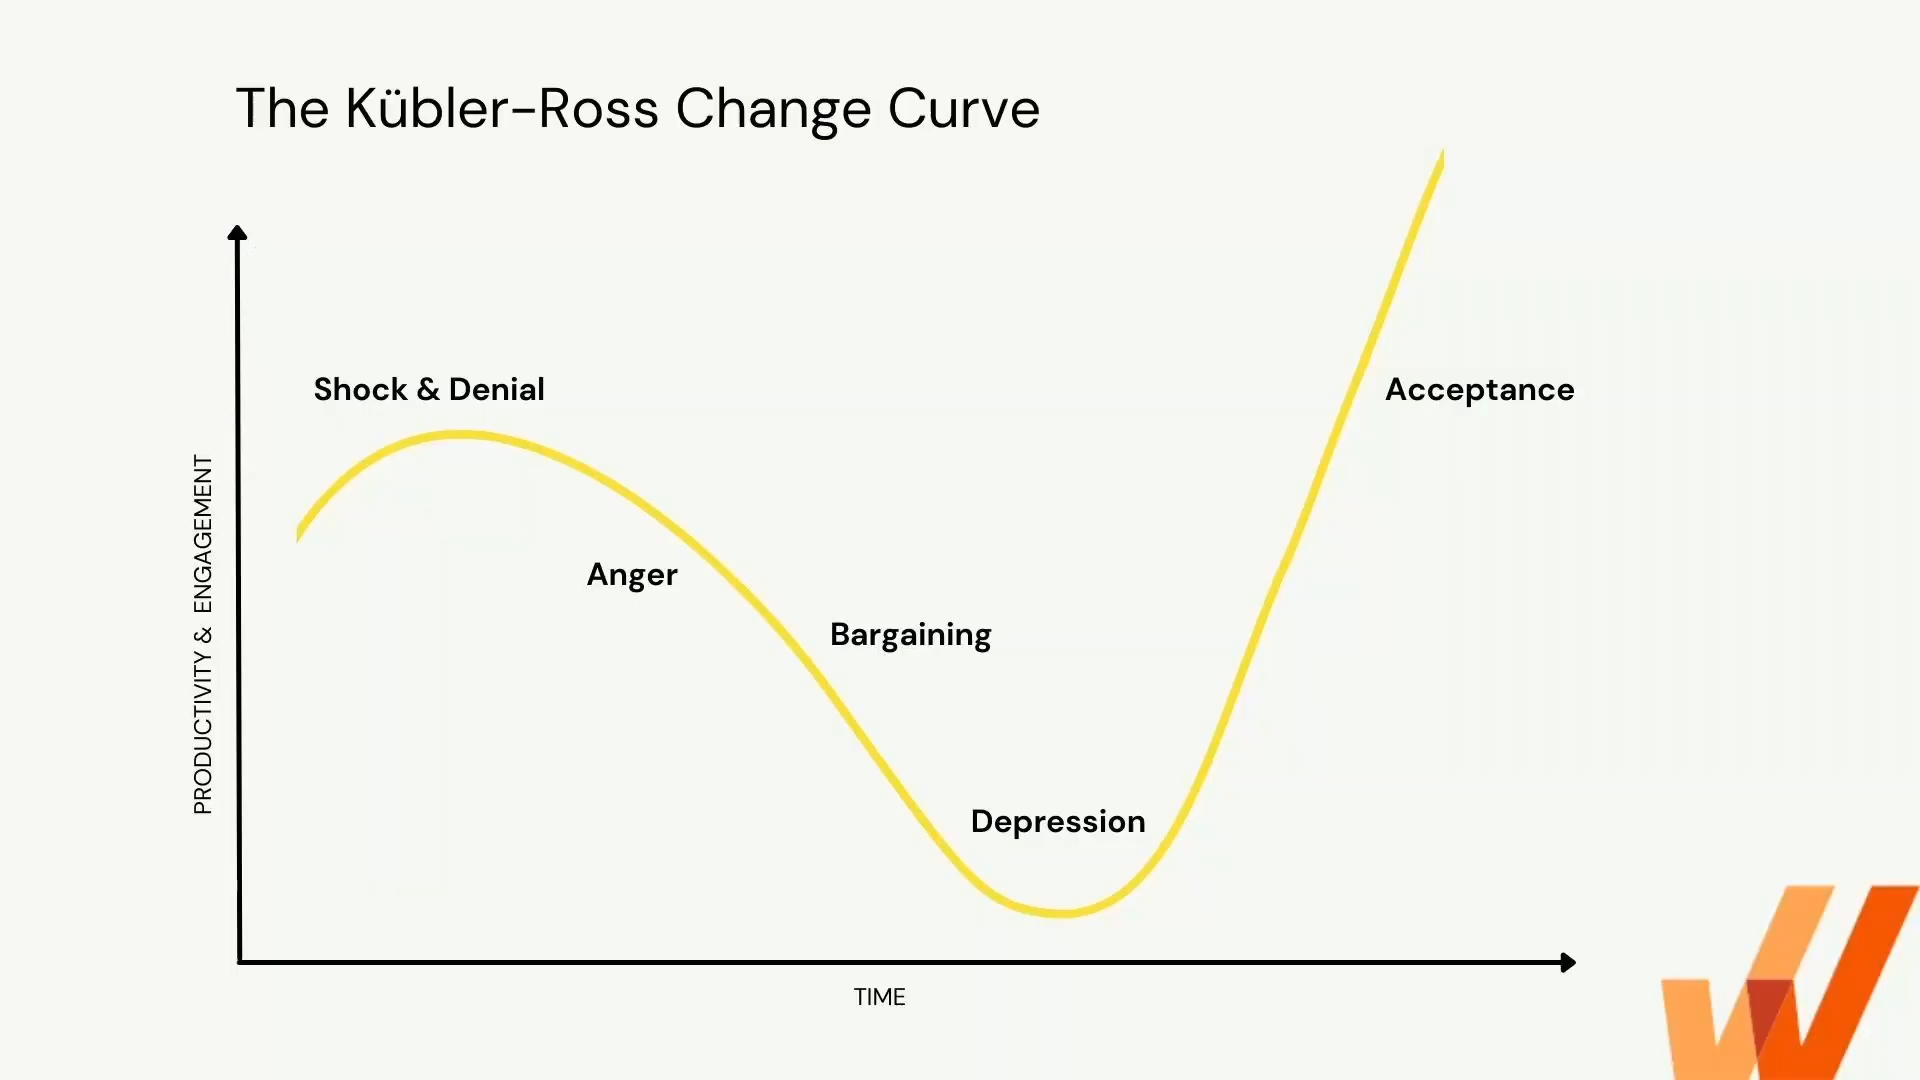 The Kübler-Ross Change Curve
Shock & Denial
Acceptance
Anger
Bargaining
Depression
PRODUCTIVITY & ENGAGEMENT
TIME